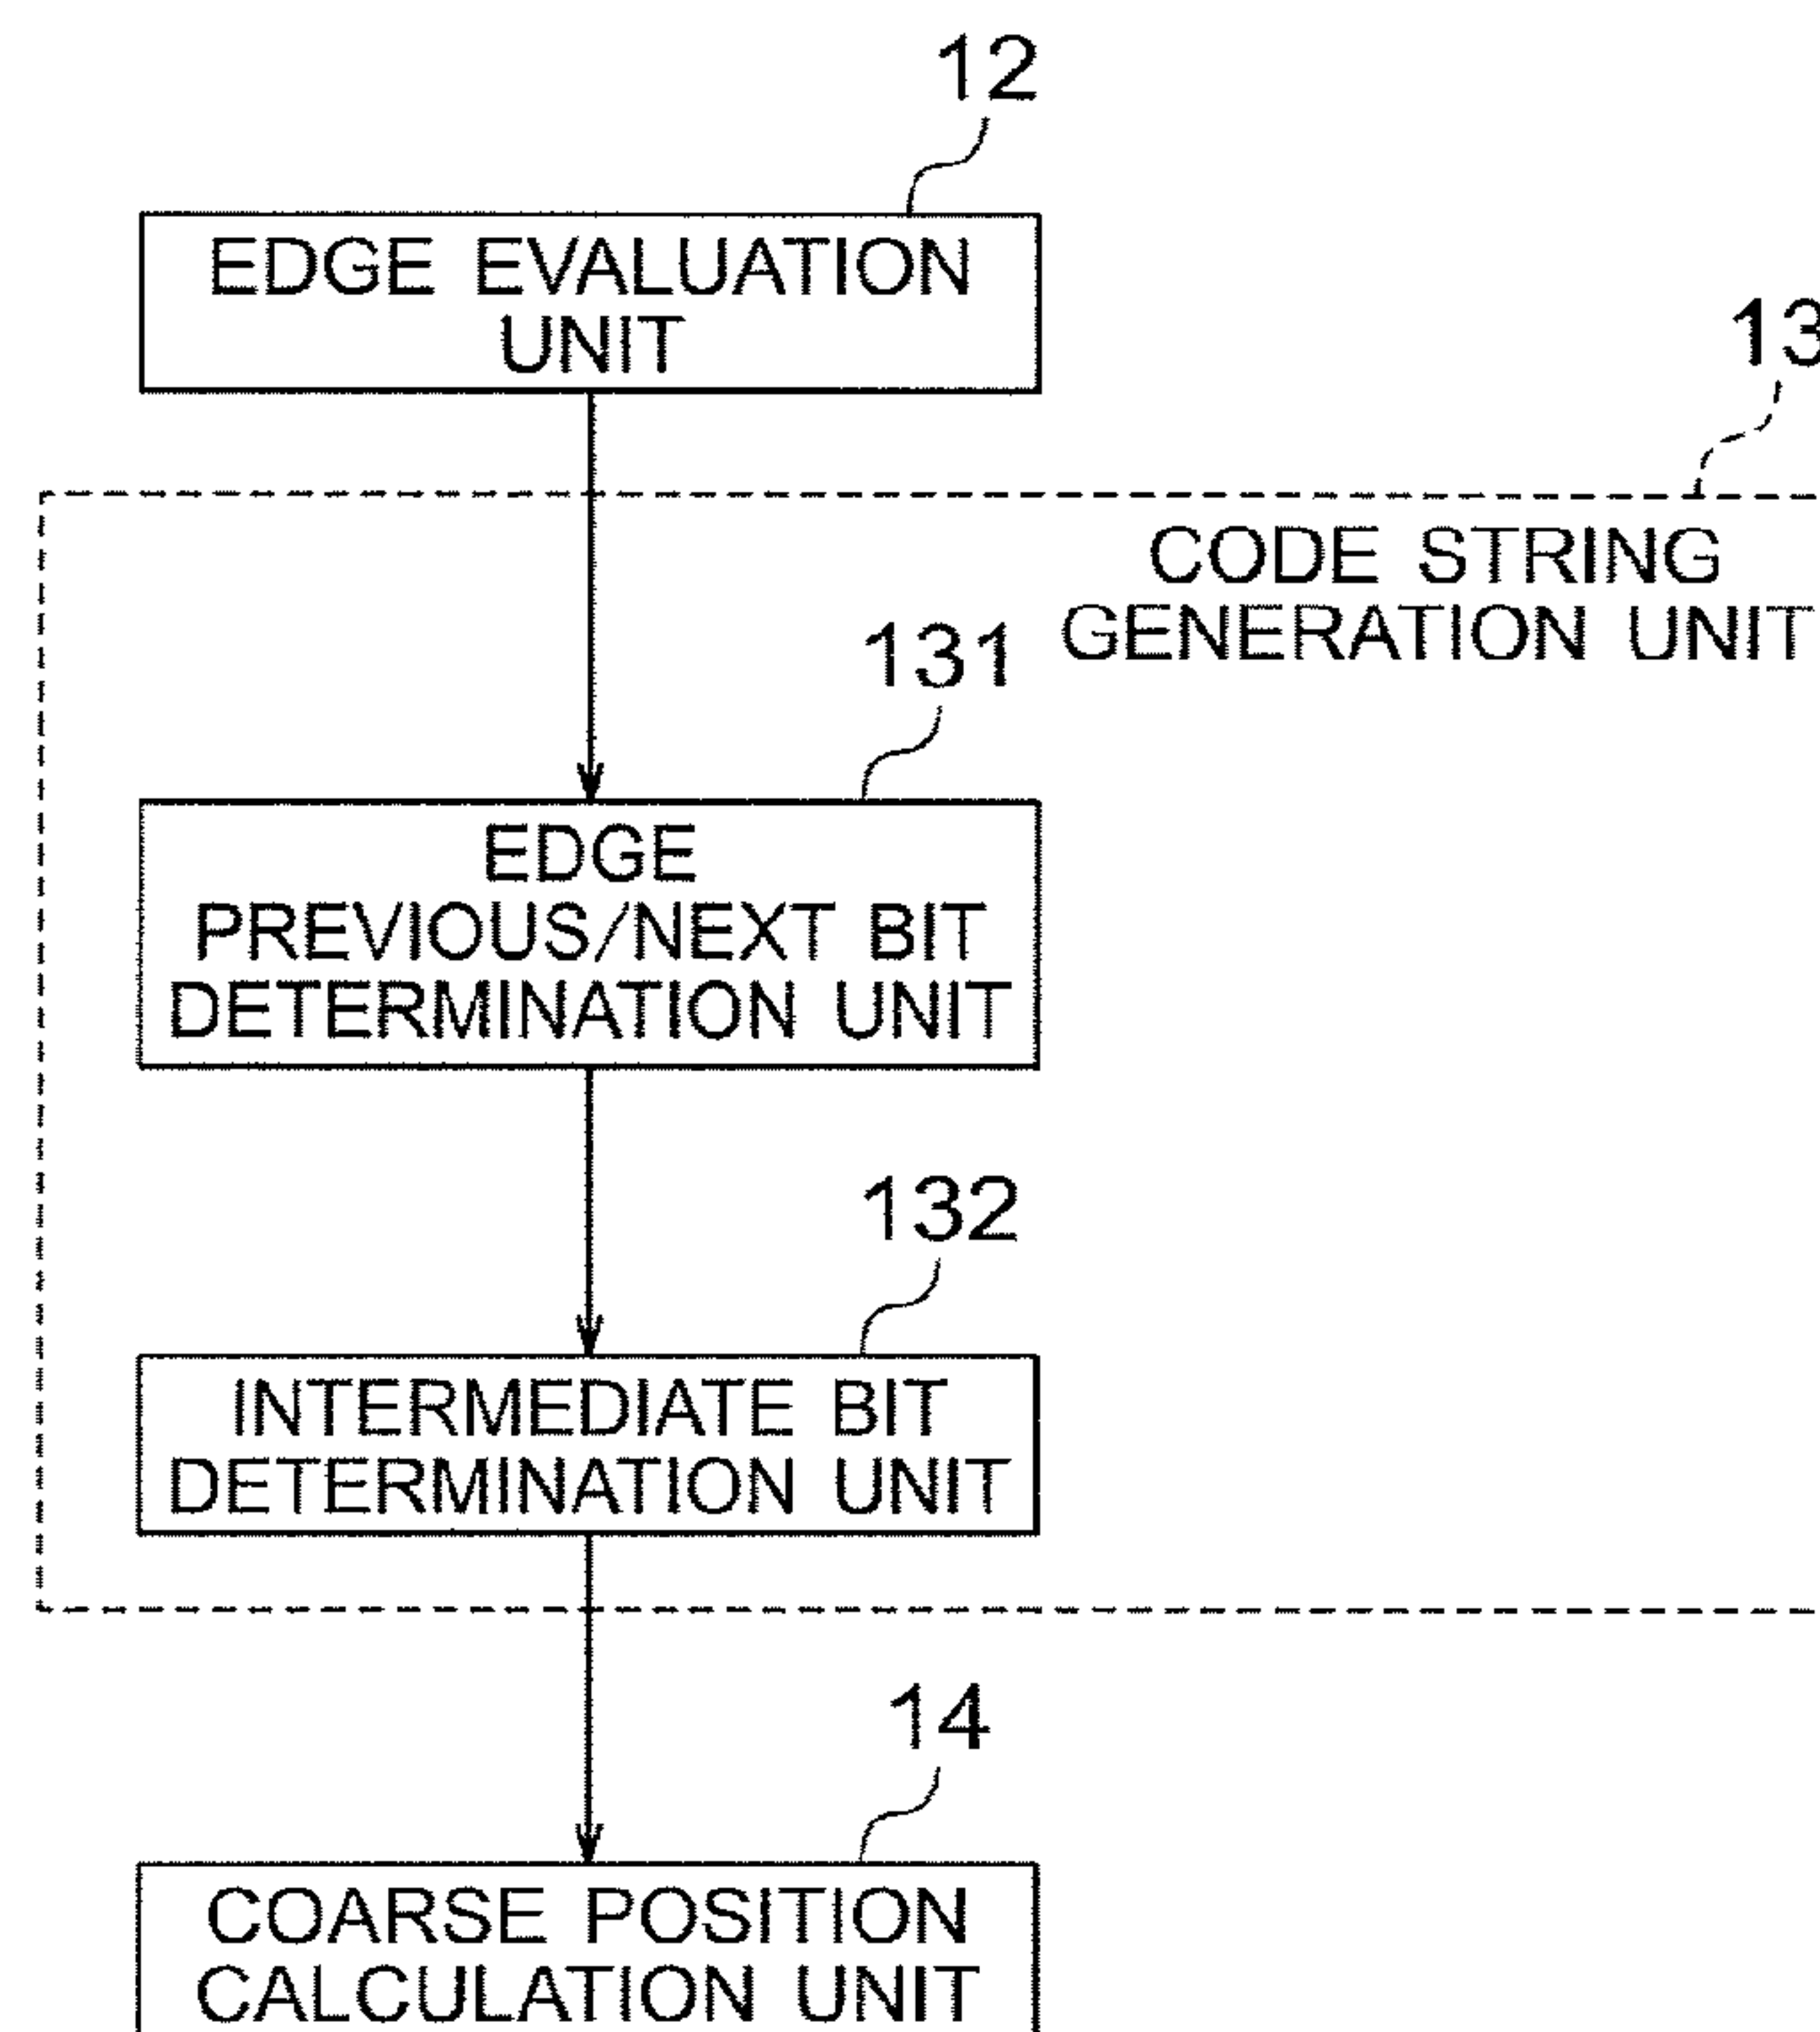 12
EDGE EVALUATION
UNIT
13
CODE STRING
GENERATION UNIT
131
EDGE
PREVIOUS/NEXT BIT
DETERMINATION UNIT
132
INTERMEDIATE BIT
DETERMINATION UNIT
14
COARSE POSITION
CALCULATION UNIT